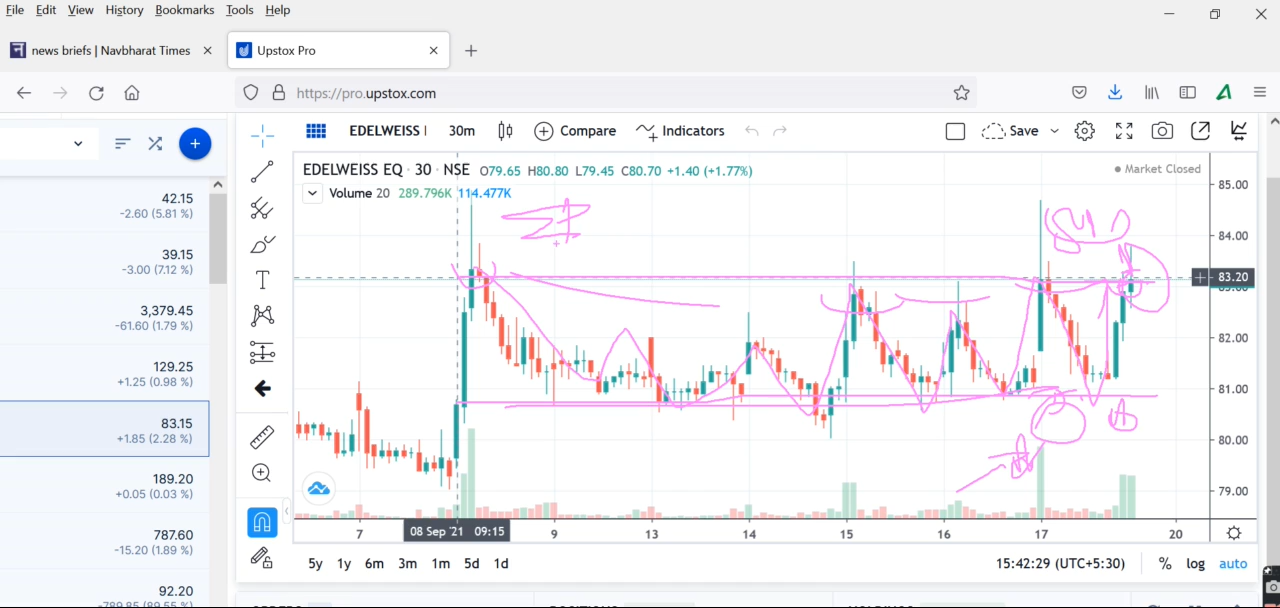 File Edit View History Bookmarks Tools Help
news briefs | Navbharat Times
Upstox Pro
https://pro.upstox.com
EDELWEISS 30m Compare Indicators Save
EDELWEISS EQ · 30 · NSE O79.65 H80.80 L79.45 C80.70 +1.40 (+1.77%)
Market Closed
Volume 20 289.796K 114.477K
42.15
-2.60 (5.81 %)
39.15
-3.00 (7.12 %)
3,379.45
-61.60 (1.79 %)
129.25
+1.25 (0.98 %)
83.15
+1.85 (2.28 %)
189.20
+0.05 (0.03 %)
787.60
-15.20 (1.89 %)
92.20
-789.85 (89.55 %)
85.00
84.00
83.20
83.00
82.00
81.00
80.00
79.00
7 08 Sep '21 09:15 9 13 14 15 16 17 20
5y 1y 6m 3m 1m 5d 1d
15:42:29 (UTC+5:30) % log auto